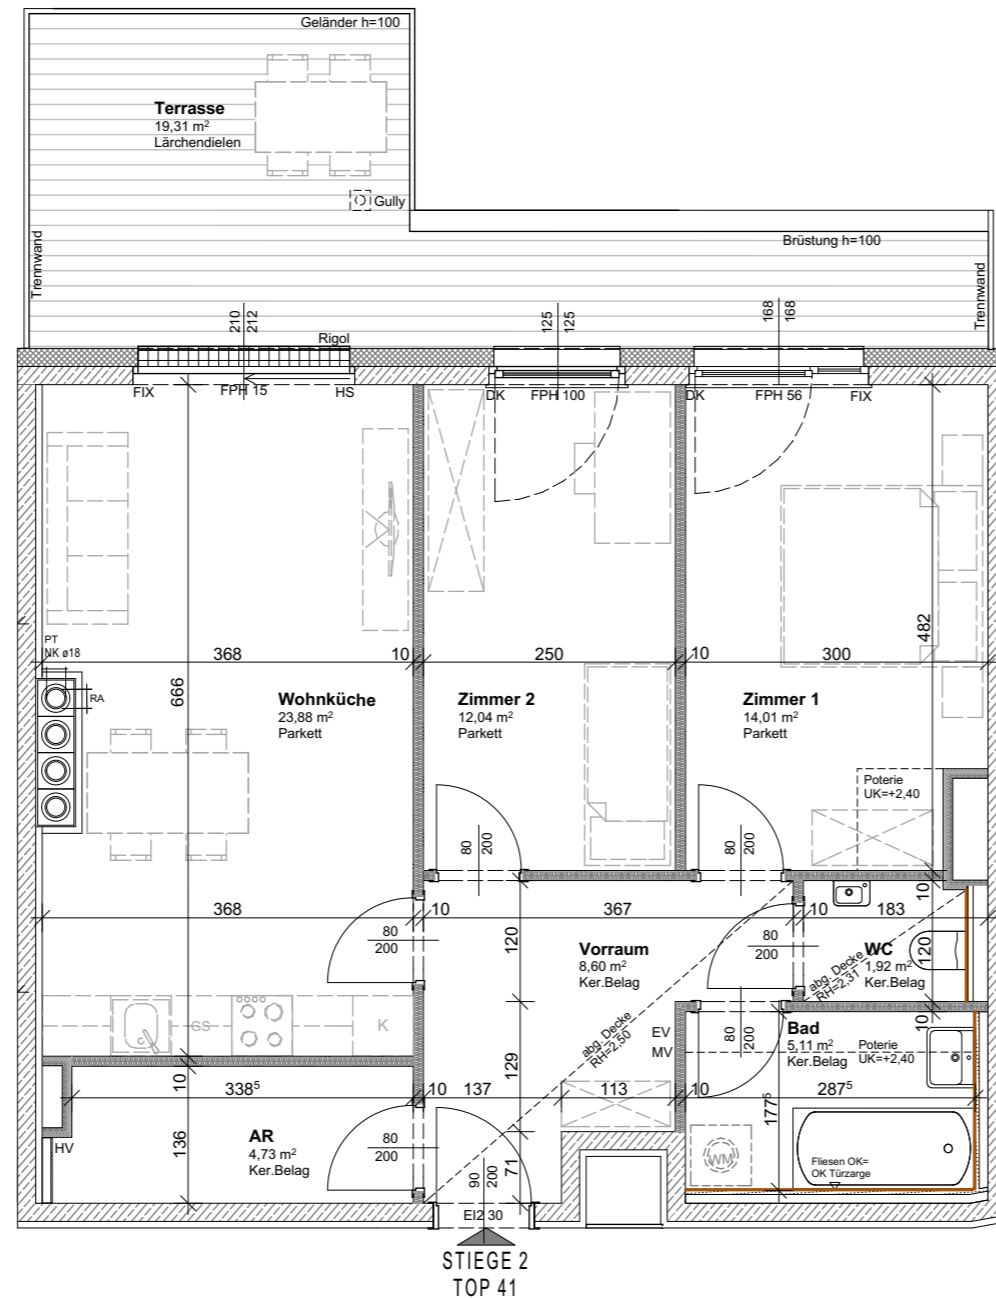 Geländer h=100
Terrasse
19,31 m²
Lärchendielen
Gully
Brüstung h=100
Trennwand
Trennwand
210
212
125
125
168
168
Rigol
FIX
FPH 15
HS
DK
FPH 100
DK
FPH 56
FIX
482
PT
NK ø18
368
10
250
10
300
666
RA
Wohnküche
23,88 m²
Parkett
Zimmer 2
12,04 m²
Parkett
Zimmer 1
14,01 m²
Parkett
Poterie
UK=+2,40
80
200
80
200
10
368
10
367
10
183
80
200
120
Vorraum
8,60 m²
Ker.Belag
80
200
WC
1,92 m²
Ker.Belag
120
abg. Decke
RH=2,31
GS
K
abg. Decke
RH=2,50
EV
MV
80
200
Bad
5,11 m²
Ker.Belag
Poterie
UK=+2,40
10
10
129
338⁵
10
137
113
10
287⁵
177⁵
HV
136
AR
4,73 m²
Ker.Belag
80
200
90
200
71
WM
Fliesen OK=
OK Türzarge
EI2 30
STIEGE 2
TOP 41